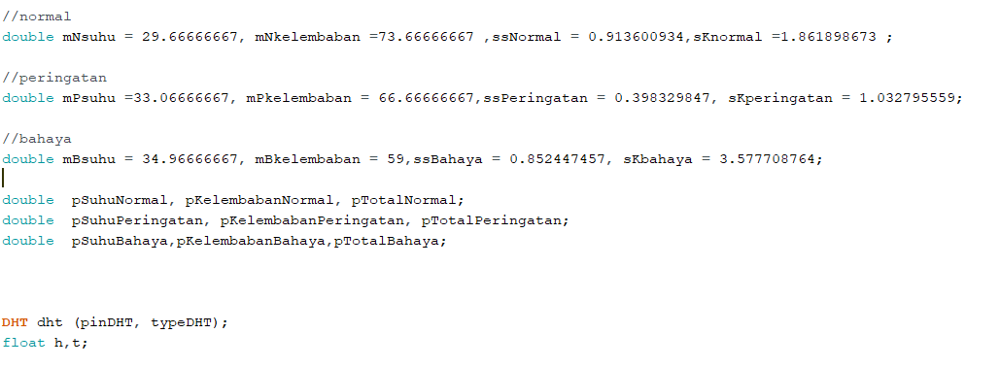 //normal
double mNsuhu = 29.66666667, mNkelembaban =73.66666667 ,ssNormal = 0.913600934,sKnormal =1.861898673 ;
//peringatan
double mPsuhu =33.06666667, mPkelembaban = 66.66666667,ssPeringatan = 0.398329847, sKperingatan = 1.032795559;
//bahaya
double mBsuhu = 34.96666667, mBkelembaban = 59,ssBahaya = 0.852447457, sKbahaya = 3.577708764;
double  pSuhuNormal, pKelembabanNormal, pTotalNormal;
double  pSuhuPeringatan, pKelembabanPeringatan, pTotalPeringatan;
double  pSuhuBahaya,pKelembabanBahaya,pTotalBahaya;
DHT dht (pinDHT, typeDHT);
float h,t;